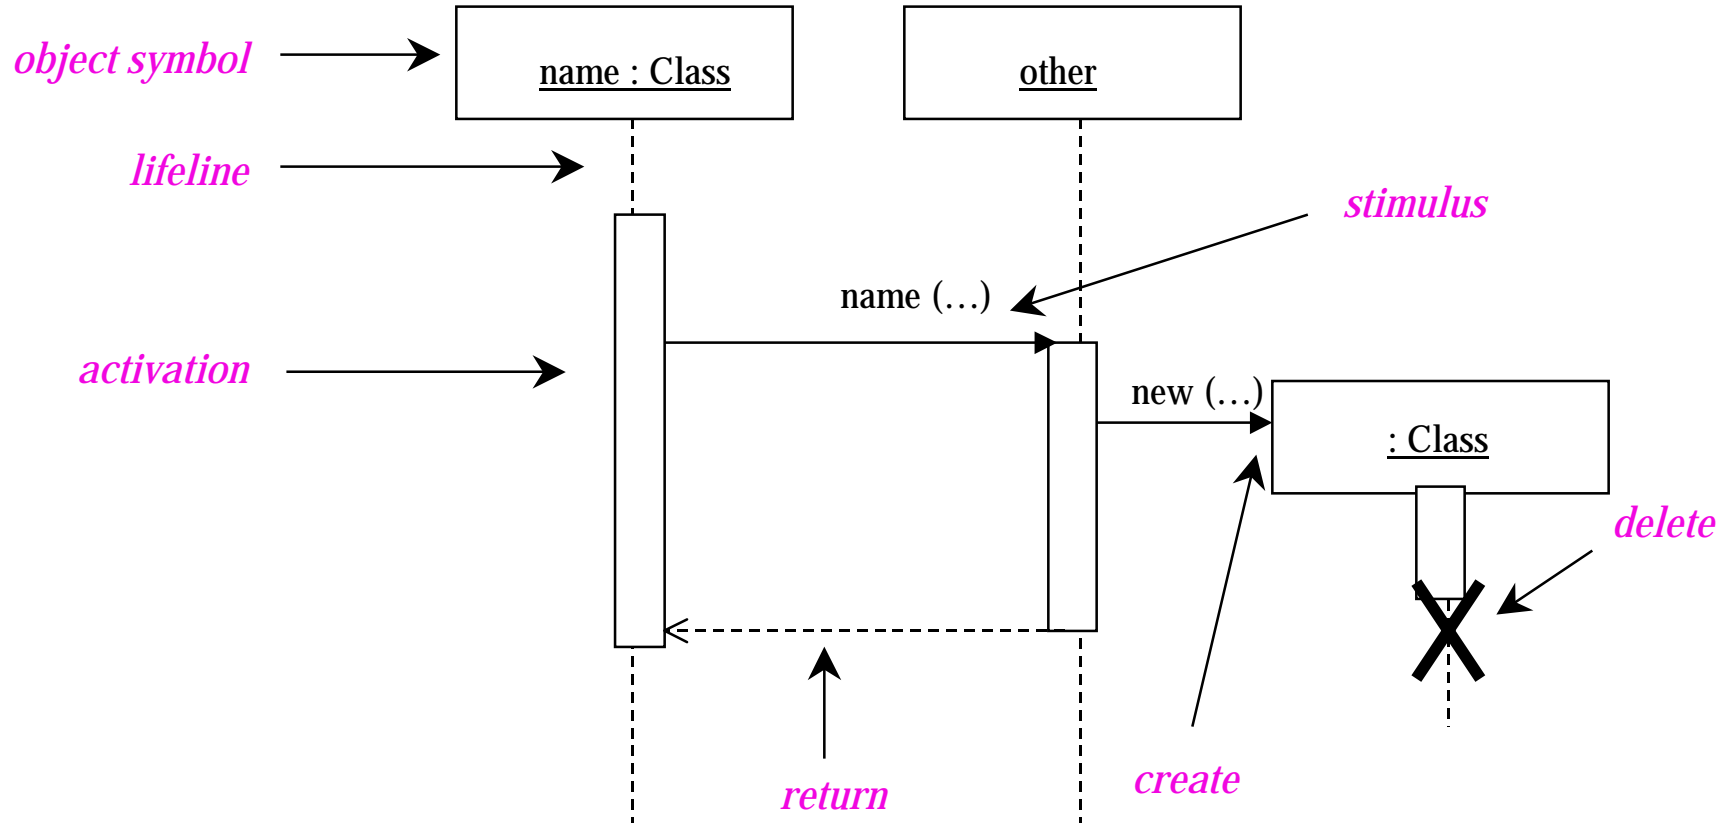 object symbol
name : Class
other
lifeline
stimulus
name (…)
activation
new (…)
: Class
delete
create
return